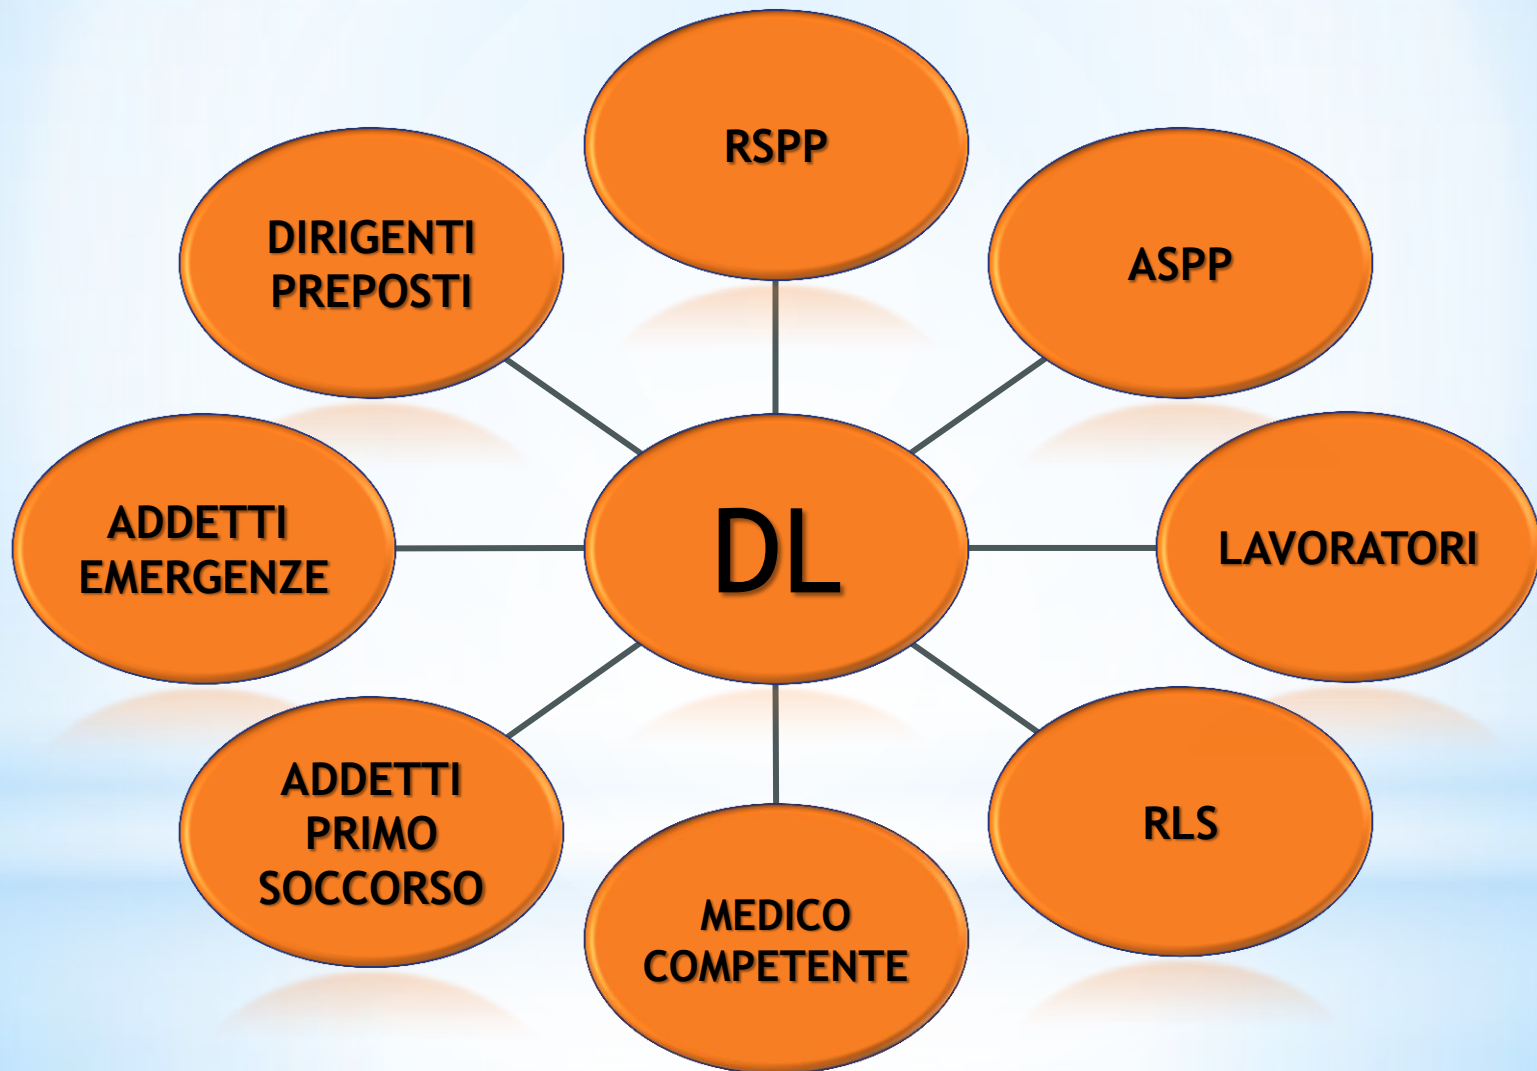 RSPP
ASPP
LAVORATORI
RLS
MEDICO
COMPETENTE
ADDETTI
PRIMO
SOCCORSO
ADDETTI
EMERGENZE
DIRIGENTI
PREPOSTI
DL